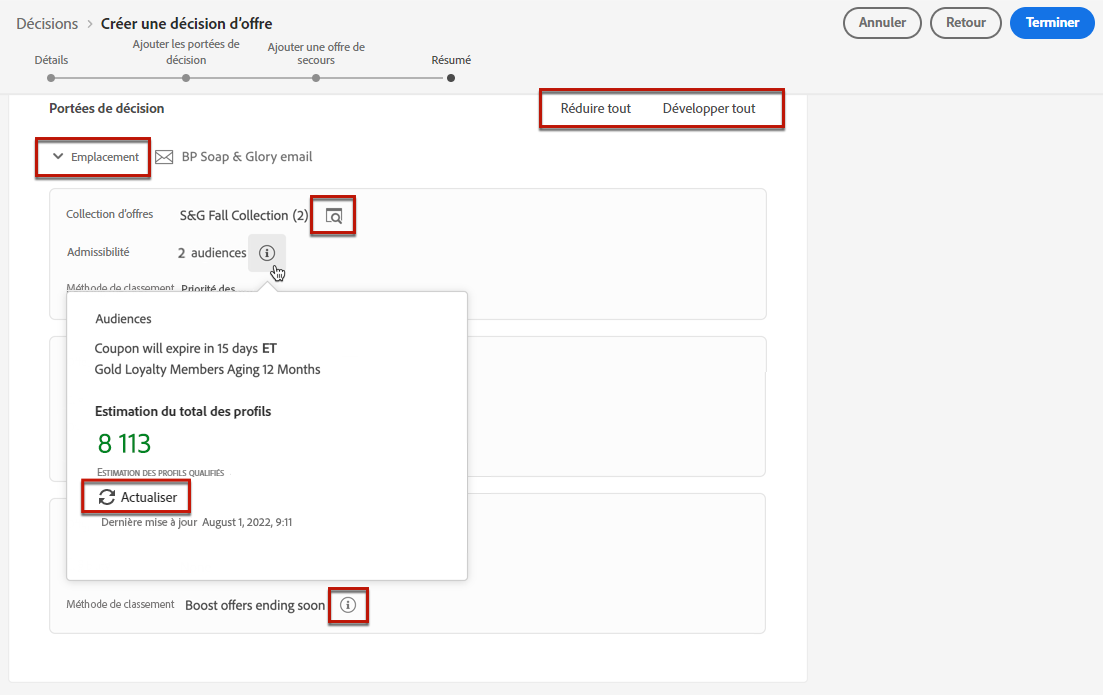 Décisions > Créer une décision d'offre
Annuler
Retour
Terminer
Détails
Ajouter les portées de
décision
Ajouter une offre de
secours
Résumé
Portées de décision
Réduire tout
Développer tout
Emplacement
BP Soap & Glory email
Collection d'offres
S&G Fall Collection (2)
Admissibilité
2 audiences
Méthode de classement Priorité des
Audiences
Coupon will expire in 15 days ET
Gold Loyalty Members Aging 12 Months
Estimation du total des profils
8 113
Estimation des profils qualifiés
Actualiser
Dernière mise à jour August 1, 2022, 9:11
Méthode de classement Boost offers ending soon